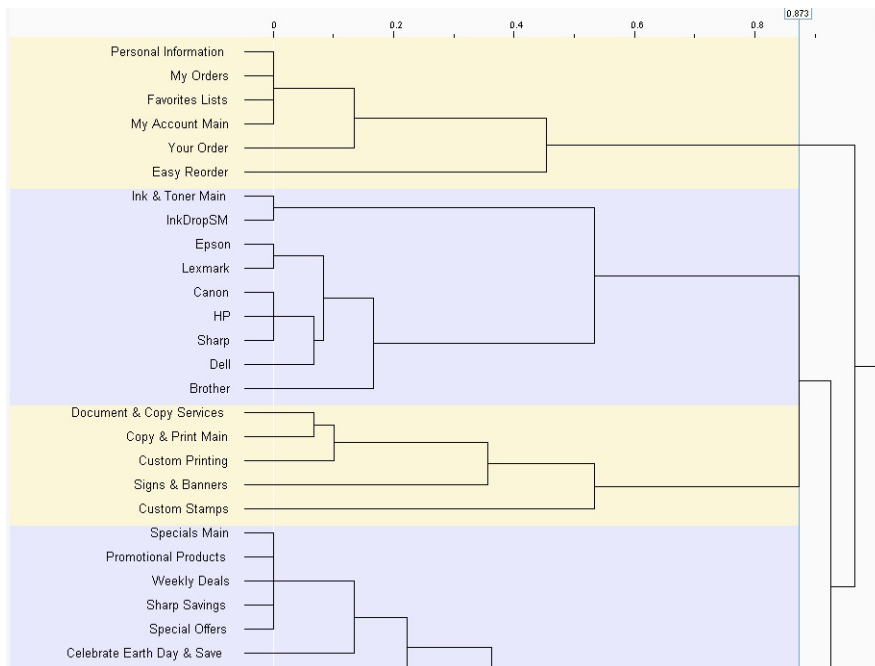 0.873
0 0.2 0.4 0.6 0.8
Personal Information
My Orders
Favorites Lists
My Account Main
Your Order
Easy Reorder
Ink & Toner Main
InkDropSM
Epson
Lexmark
Canon
HP
Sharp
Dell
Brother
Document & Copy Services
Copy & Print Main
Custom Printing
Signs & Banners
Custom Stamps
Specials Main
Promotional Products
Weekly Deals
Sharp Savings
Special Offers
Celebrate Earth Day & Save